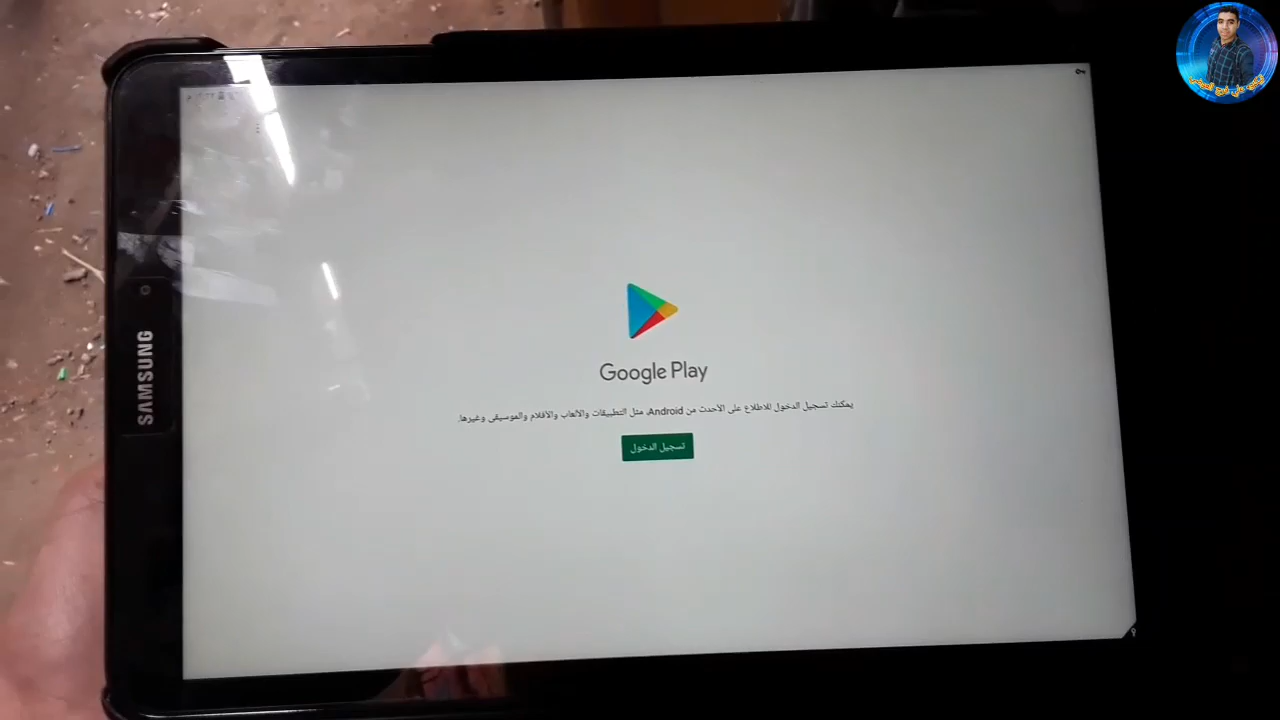 SAMSUNG
Google Play
يمكنك تسجيل الدخول للاطلاع على الأحدث من Android، مثل التطبيقات والألعاب والأفلام والموسيقى وغيرها.
تسجيل الدخول